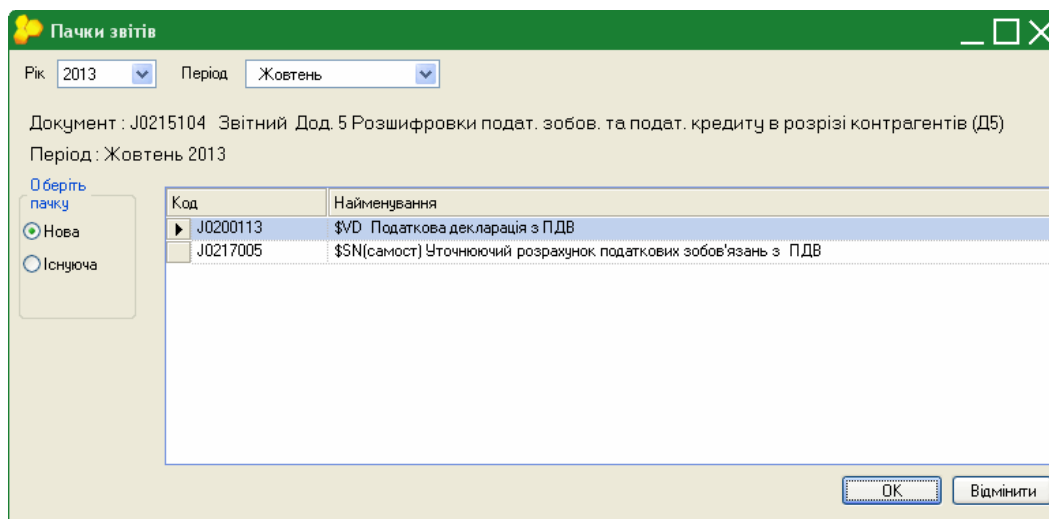 Пачки звітів
Рік 2013 Період Жовтень
Документ : J0215104 Звітний Дод. 5 Розшифровки подат. зобов. та подат. кредиту в розрізі контрагентів (Д5)
Період : Жовтень 2013
Оберіть
пачку
Нова
Існуюча
Код Найменування
J0200113 $VD Податкова декларація з ПДВ
J0217005 $SN(самост) Уточнюючий розрахунок податкових зобов'язань з ПДВ
OK Відмінити